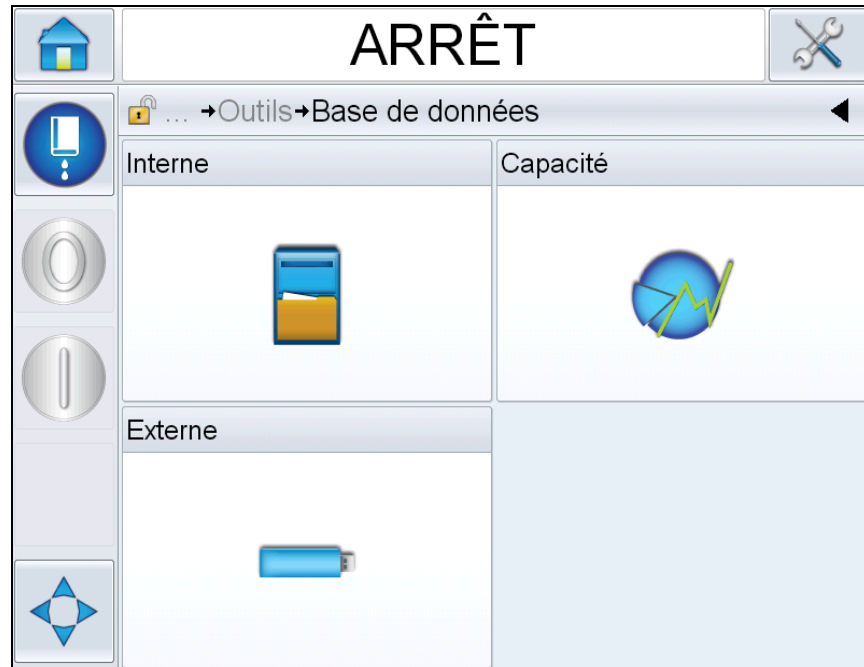 ARRÊT
... →Outils→Base de données
Interne
Capacité
Externe